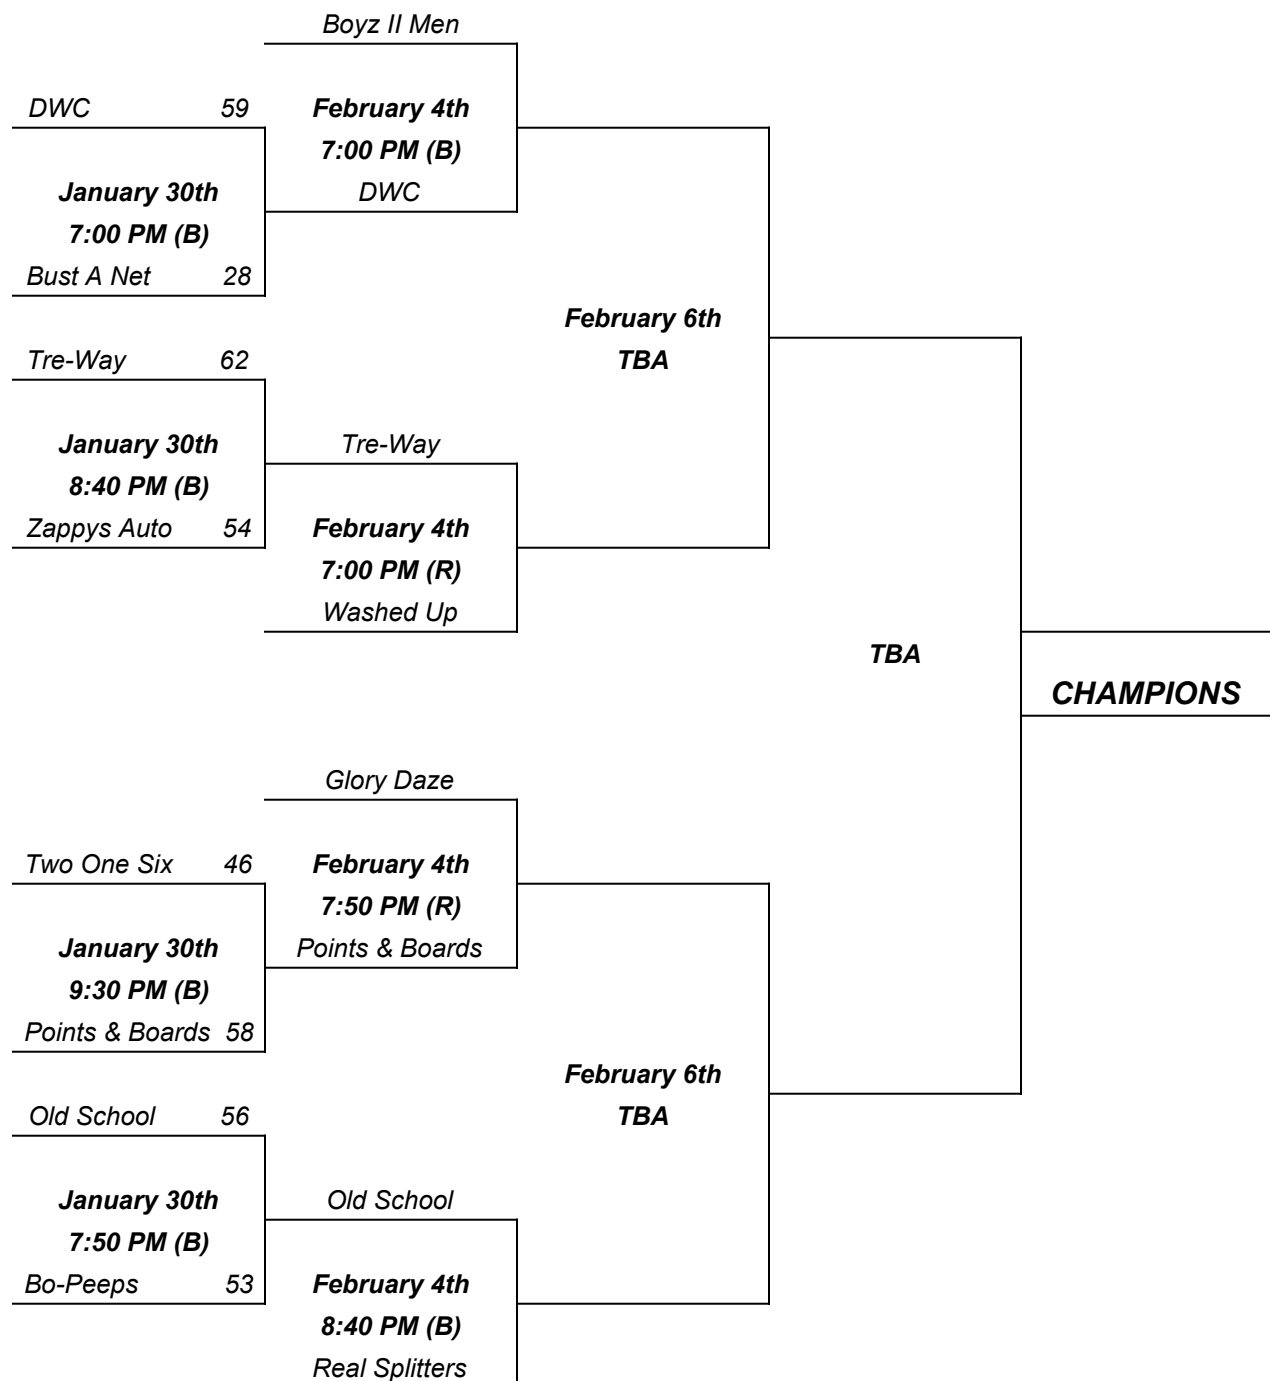 Boyz II Men
DWC 59
February 4th
7:00 PM (B)
January 30th
DWC
7:00 PM (B)
Bust A Net 28
February 6th
Tre-Way 62
TBA
January 30th
Tre-Way
8:40 PM (B)
Zappys Auto 54
February 4th
7:00 PM (R)
Washed Up
TBA
CHAMPIONS
Glory Daze
Two One Six 46
February 4th
7:50 PM (R)
January 30th
Points & Boards
9:30 PM (B)
Points & Boards 58
February 6th
Old School 56
TBA
January 30th
Old School
7:50 PM (B)
Bo-Peeps 53
February 4th
8:40 PM (B)
Real Splitters